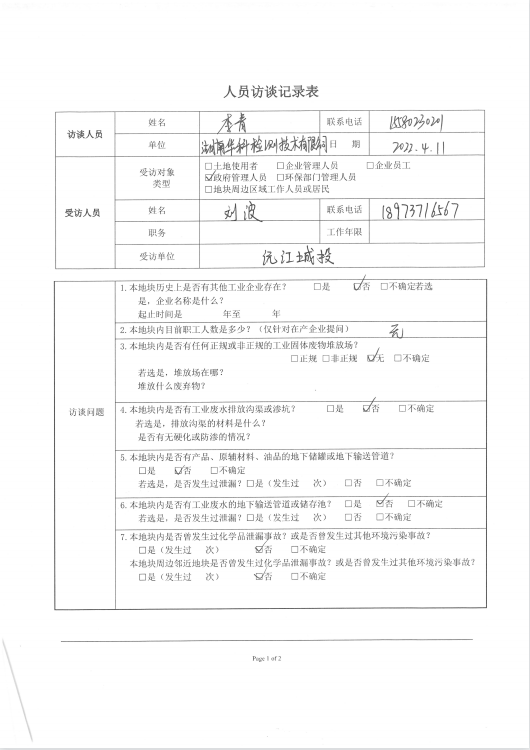 人员访谈记录表
访谈人员 姓名 李青 联系电话 15580230201
单位 湖南华科检测技术有限公司 日 期 2022.4.11
受访人员 受访对象类型 □土地使用者 □企业管理人员 □企业员工
☑政府管理人员 □环保部门管理人员
□地块周边区域工作人员或居民
姓名 刘波 联系电话 18973716567
职务 工作年限
受访单位 沅江城投
访谈问题
1.本地块历史上是否有其他工业企业存在? □是 ☑否 □不确定若选
是，企业名称是什么?
起止时间是 年至 年
2.本地块内目前职工人数是多少?（仅针对在产企业提问） 无
3.本地块内是否有任何正规或非正规的工业固体废物堆放场?
□正规 □非正规 ☑无 □不确定
若选是，堆放场在哪?
堆放什么废弃物?
4.本地块内是否有工业废水排放沟渠或渗坑? □是 ☑否 □不确定
若选是，排放沟渠的材料是什么?
是否有无硬化或防渗的情况?
5.本地块内是否有产品、原辅材料、油品的地下储罐或地下输送管道?
□是 ☑否 □不确定
若选是，是否发生过泄漏?□是（发生过 次） □否 □不确定
6.本地块内是否有工业废水的地下输送管道或储存池? □是 ☑否 □不确定
若选是，是否发生过泄漏?□是（发生过 次） □否 □不确定
7.本地块内是否曾发生过化学品泄漏事故?或是否曾发生过其他环境污染事故?
□是（发生过 次） ☑否 □不确定
本地块周边邻近地块是否曾发生过化学品泄漏事故?或是否曾发生过其他环境污染事故?
□是（发生过 次） ☑否 □不确定
Page 1 of 2